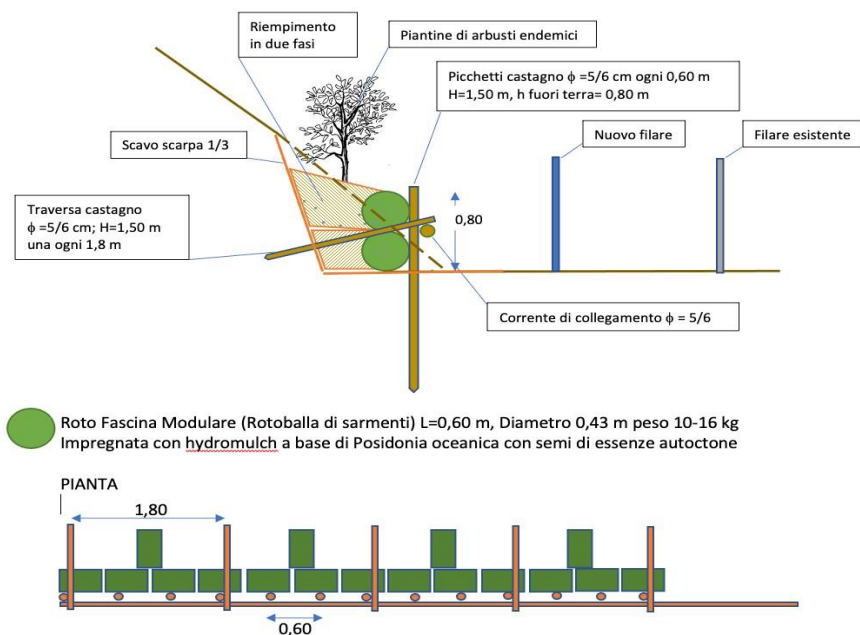 Riempimento
in due fasi
Piantine di arbusti endemici
Picchetti castagno ϕ =5/6 cm ogni 0,60 m
H=1,50 m, h fuori terra= 0,80 m
Scavo scarpa 1/3
Nuovo filare
Filare esistente
Traversa castagno
ϕ =5/6 cm; H=1,50 m
una ogni 1,8 m
0,80
Corrente di collegamento ϕ = 5/6
Roto Fascina Modulare (Rotoballa di sarmenti) L=0,60 m, Diametro 0,43 m peso 10-16 kg
Impregnata con hydromulch a base di Posidonia oceanica con semi di essenze autoctone
PIANTA
1,80
0,60